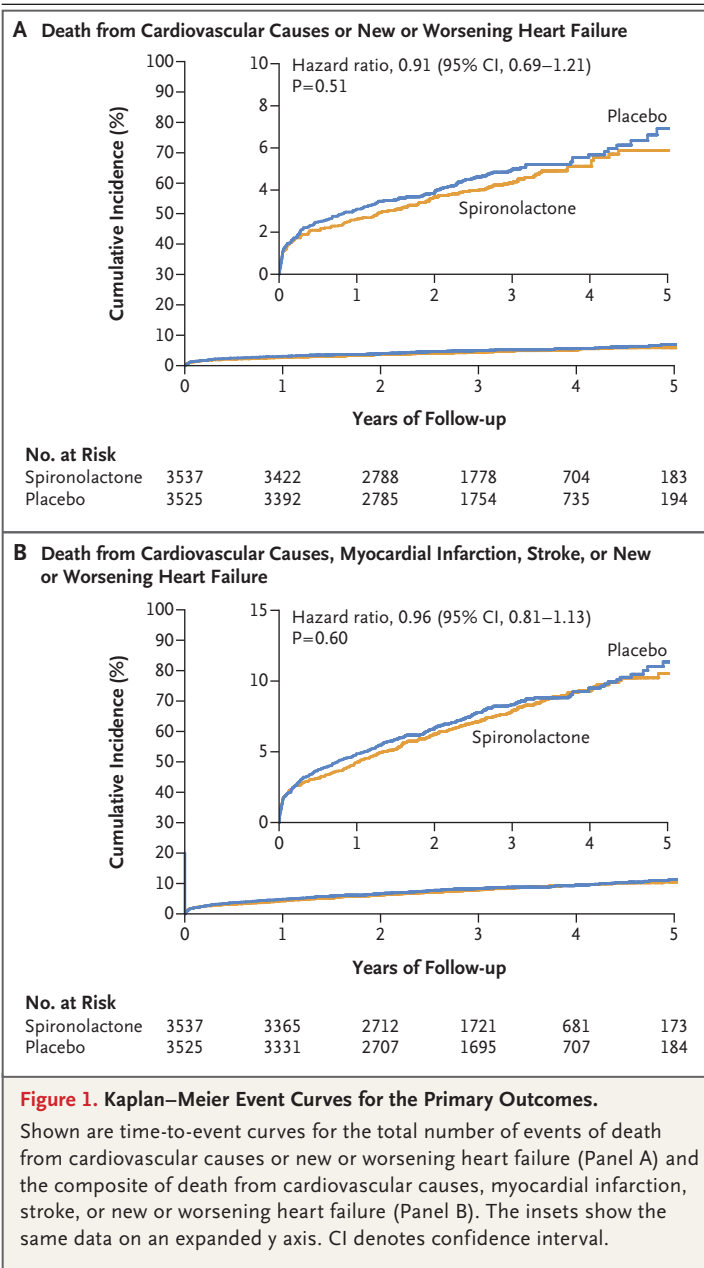 A Death from Cardiovascular Causes or New or Worsening Heart Failure
Cumulative Incidence (%)
100
90
80
70
60
50
40
30
20
10
0
10
8
6
4
2
0
Hazard ratio, 0.91 (95% CI, 0.69–1.21)
P=0.51
Placebo
Spironolactone
0 1 2 3 4 5
0 1 2 3 4 5
Years of Follow-up
No. at Risk
Spironolactone 3537 3422 2788 1778 704 183
Placebo 3525 3392 2785 1754 735 194
B Death from Cardiovascular Causes, Myocardial Infarction, Stroke, or New
or Worsening Heart Failure
Cumulative Incidence (%)
100
90
80
70
60
50
40
30
20
10
0
15
10
5
0
Hazard ratio, 0.96 (95% CI, 0.81–1.13)
P=0.60
Placebo
Spironolactone
0 1 2 3 4 5
0 1 2 3 4 5
Years of Follow-up
No. at Risk
Spironolactone 3537 3365 2712 1721 681 173
Placebo 3525 3331 2707 1695 707 184
Figure 1. Kaplan–Meier Event Curves for the Primary Outcomes.
Shown are time-to-event curves for the total number of events of death
from cardiovascular causes or new or worsening heart failure (Panel A) and
the composite of death from cardiovascular causes, myocardial infarction,
stroke, or new or worsening heart failure (Panel B). The insets show the
same data on an expanded y axis. CI denotes confidence interval.